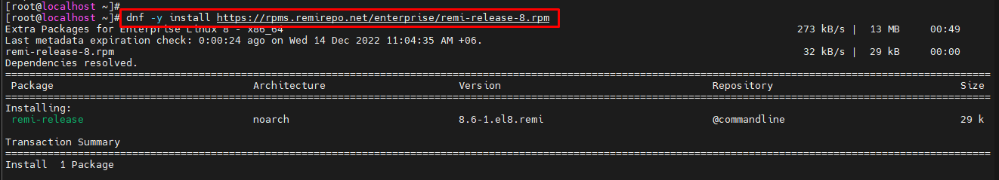 [root@localhost ~]#
[root@localhost ~]# dnf -y install https://rpms.remirepo.net/enterprise/remi-release-8.rpm
Extra Packages for Enterprise Linux 8 - x86_64 273 kB/s | 13 MB 00:49
Last metadata expiration check: 0:00:24 ago on Wed 14 Dec 2022 11:04:35 AM +06.
remi-release-8.rpm 32 kB/s | 29 kB 00:00
Dependencies resolved.
================================================================================
Package Architecture Version Repository Size
================================================================================
Installing:
remi-release noarch 8.6-1.el8.remi @commandline 29 k
Transaction Summary
================================================================================
Install 1 Package